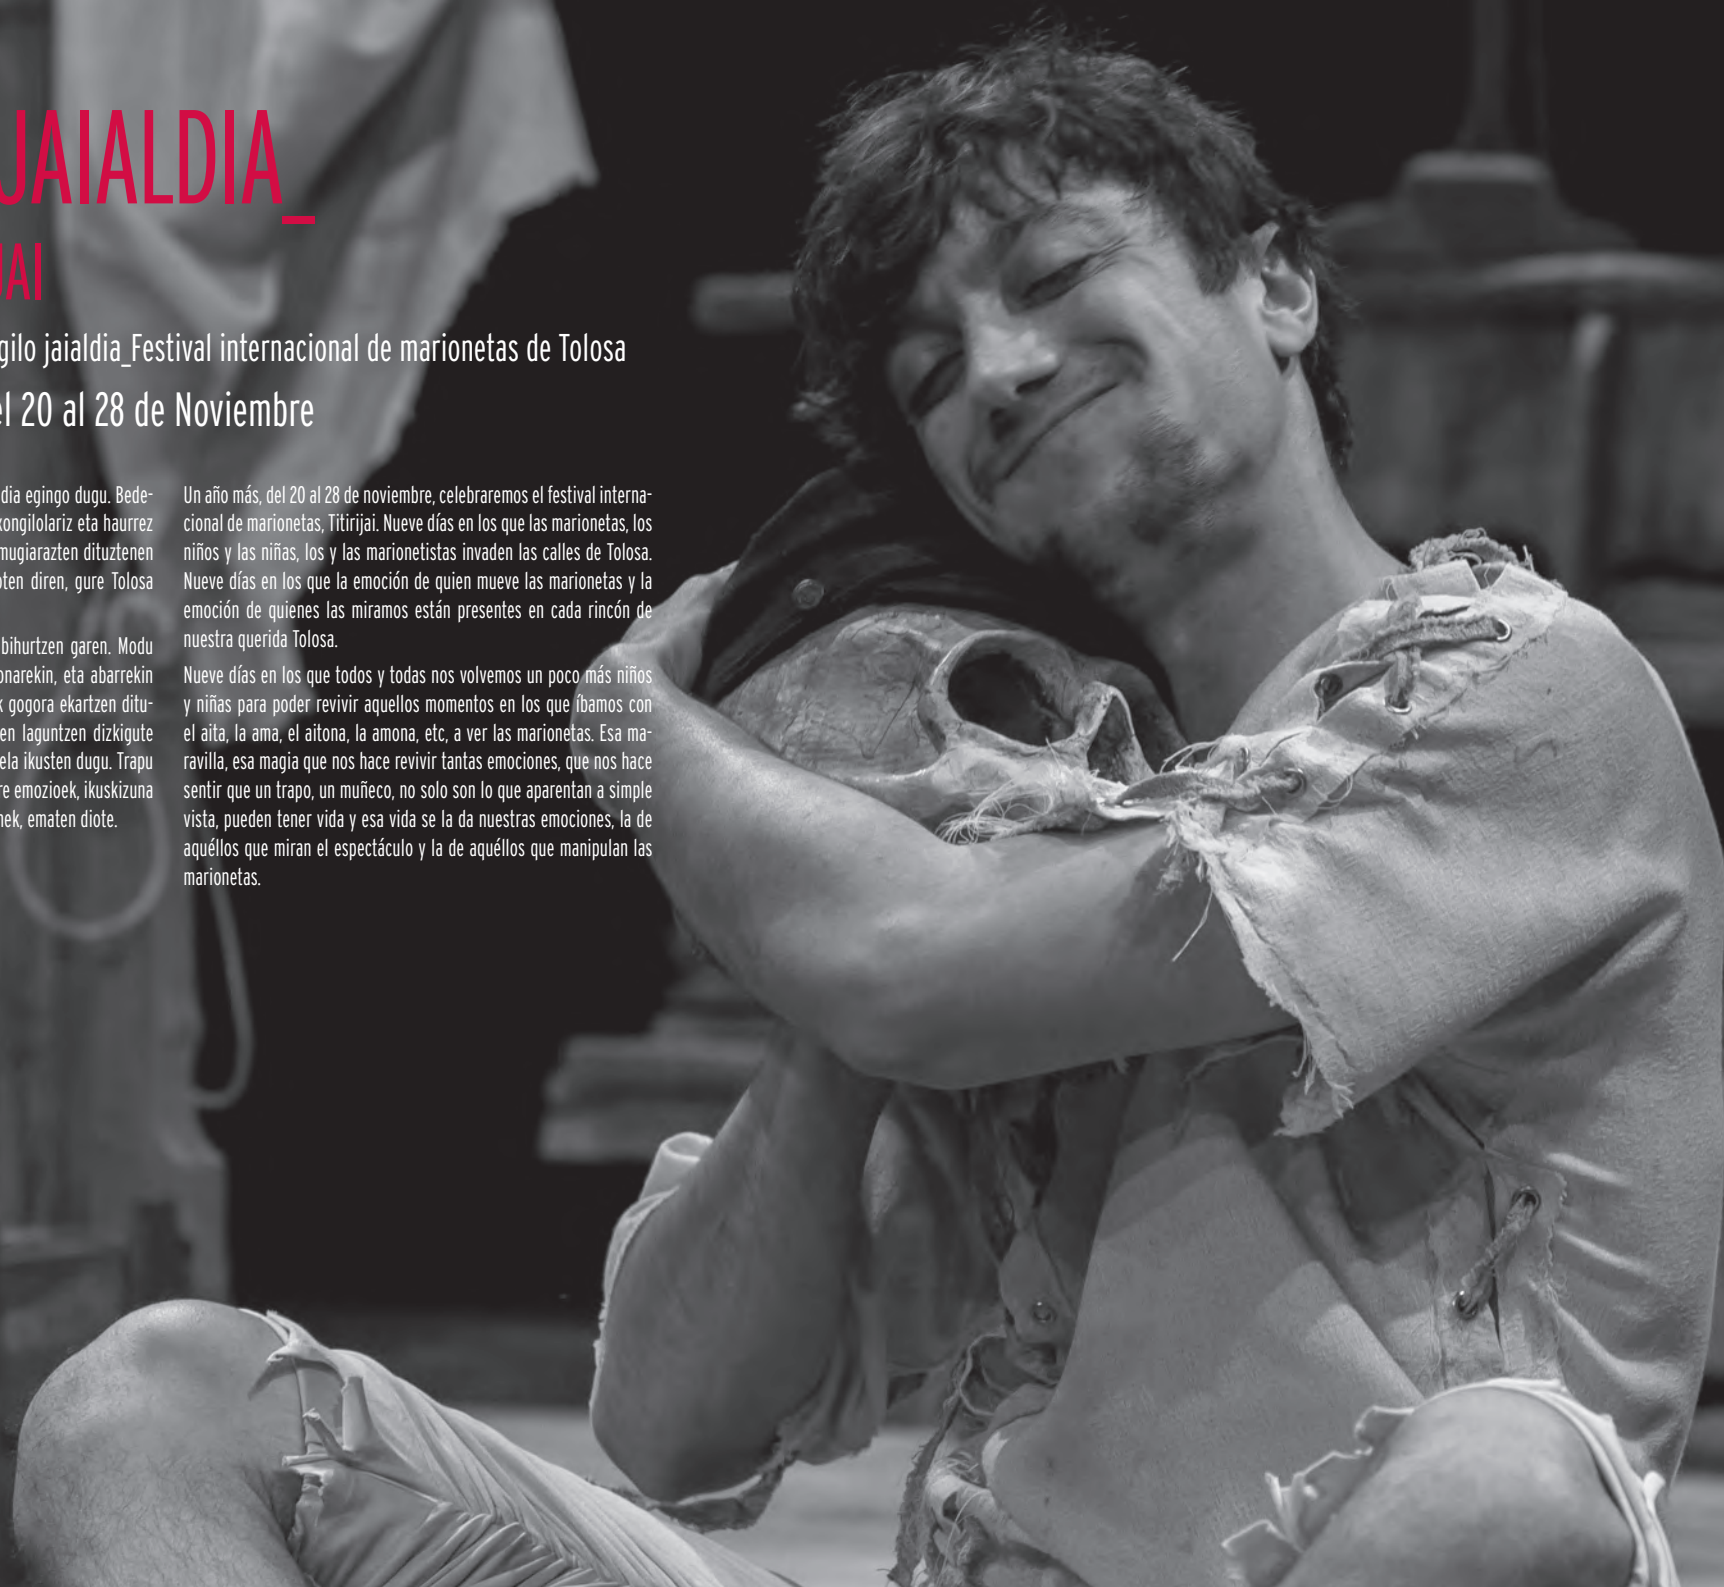 JAIALDIA_
JAI
gilo jaialdia_Festival internacional de marionetas de Tolosa
el 20 al 28 de Noviembre
dia egingo dugu. Bede-
xongilolariz eta haurrez
mugiarazten dituztenen
oten diren, gure Tolosa
bihurtzen garen. Modu
onarekin, eta abarrekin
k gogora ekartzen ditu-
en laguntzen dizkigute
ela ikusten dugu. Trapu
re emozioek, ikuskizuna
nek, ematen diote.
Un año más, del 20 al 28 de noviembre, celebraremos el festival interna-
cional de marionetas, Titirijai. Nueve días en los que las marionetas, los
niños y las niñas, los y las marionetistas invaden las calles de Tolosa.
Nueve días en los que la emoción de quien mueve las marionetas y la
emoción de quienes las miramos están presentes en cada rincón de
nuestra querida Tolosa.
Nueve días en los que todos y todas nos volvemos un poco más niños
y niñas para poder revivir aquellos momentos en los que íbamos con
el aita, la ama, el aitona, la amona, etc, a ver las marionetas. Esa ma-
ravilla, esa magia que nos hace revivir tantas emociones, que nos hace
sentir que un trapo, un muñeco, no solo son lo que aparentan a simple
vista, pueden tener vida y esa vida se la da nuestras emociones, la de
aquéllos que miran el espectáculo y la de aquéllos que manipulan las
marionetas.